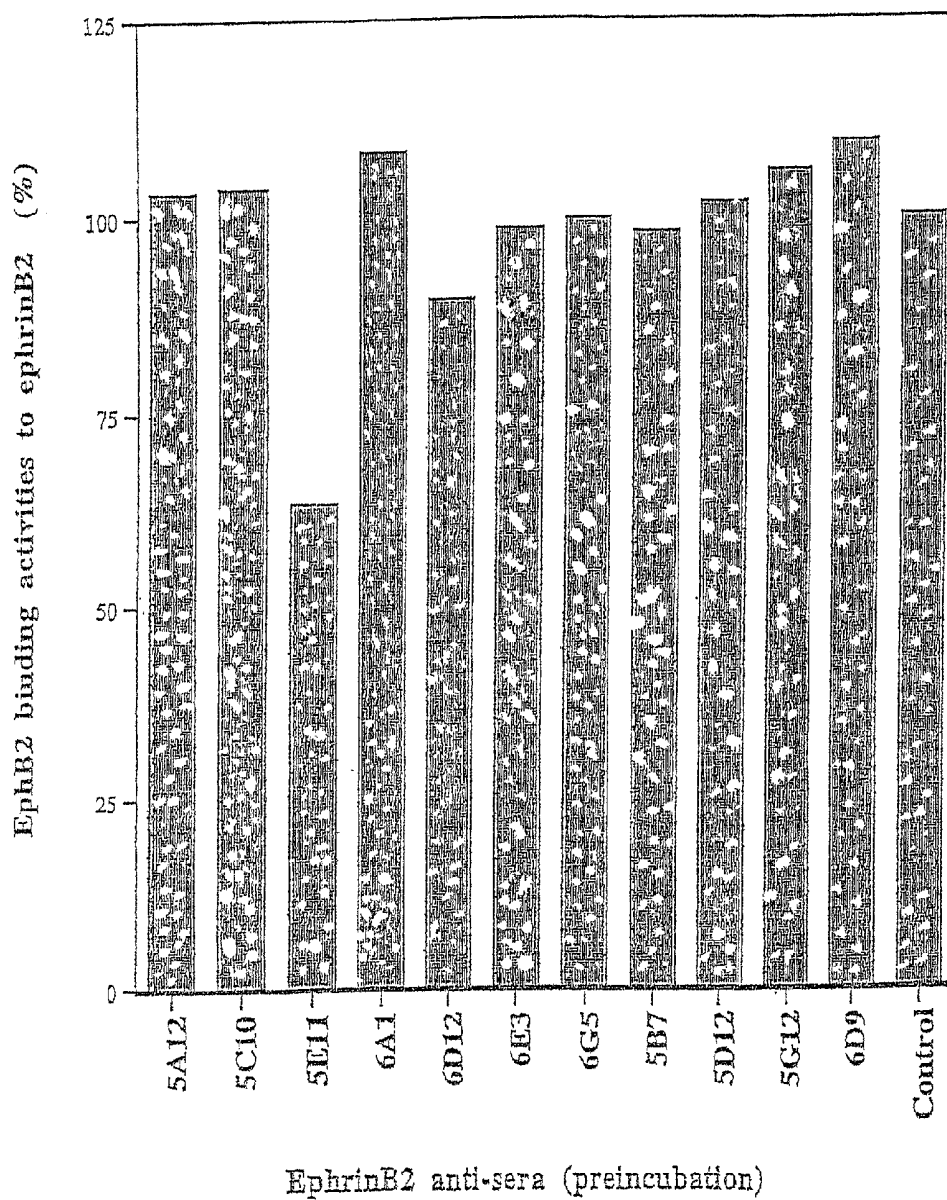 EphB2 binding activities to ephrinB2 (%)
125
100
75
50
25
0
5A12
5C10
5E11
6A1
6D12
6E3
6G5
5B7
5D12
5G12
6D9
Control
EphrinB2 anti-sera (preincubation)